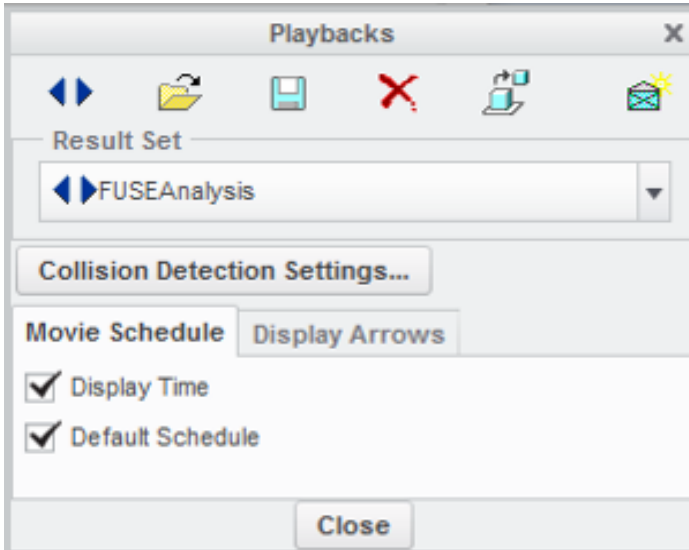 Playbacks
Result Set
FUSEAnalysis
Collision Detection Settings...
Movie Schedule Display Arrows
Display Time
Default Schedule
Close